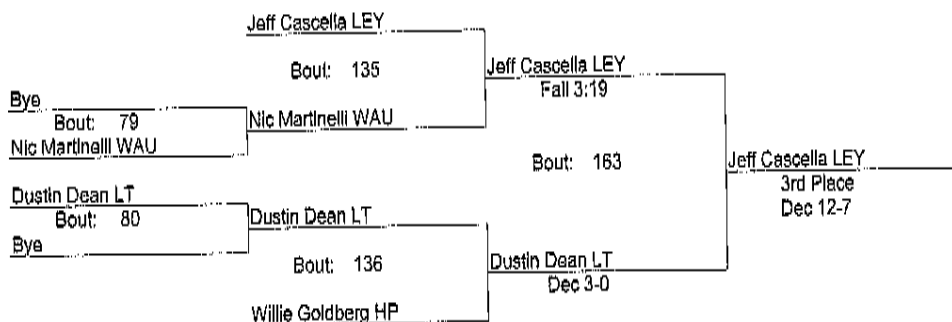 Jeff Cascella LEY
Bout: 135
Jeff Cascella LEY
Fall 3:19
Bye
Bout: 79
Nic Martinelli WAU
Nic Martinelli WAU
Bout: 163
Jeff Cascella LEY
3rd Place
Dec 12-7
Dustin Dean LT
Bout: 80
Dustin Dean LT
Bye
Bout: 136
Dustin Dean LT
Dec 3-0
Willie Goldberg HP